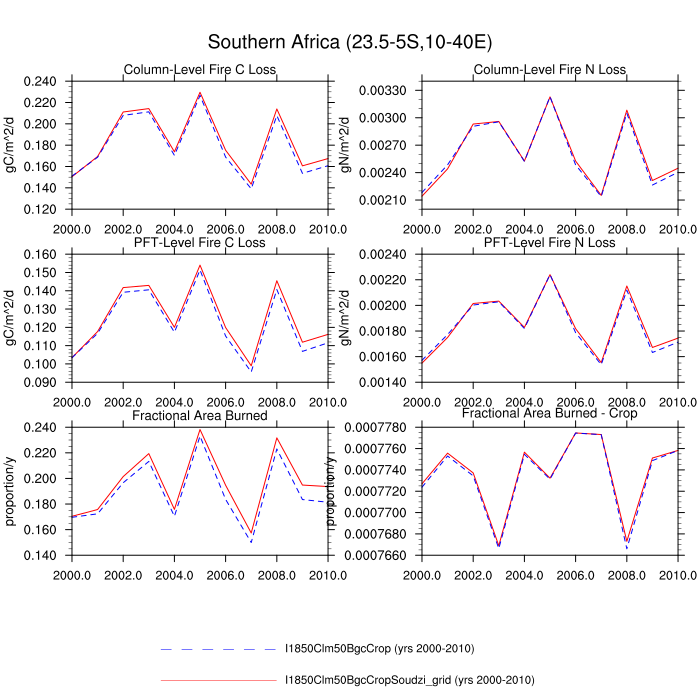 Southern Africa (23.5-5S,10-40E)
Column-Level Fire C Loss
gC/m^2/d
0.240
0.220
0.200
0.180
0.160
0.140
0.120
2000.0 2002.0 2004.0 2006.0 2008.0 2010.0
Column-Level Fire N Loss
gN/m^2/d
0.00330
0.00300
0.00270
0.00240
0.00210
2000.0 2002.0 2004.0 2006.0 2008.0 2010.0
PFT-Level Fire C Loss
gC/m^2/d
0.160
0.150
0.140
0.130
0.120
0.110
0.100
0.090
2000.0 2002.0 2004.0 2006.0 2008.0 2010.0
PFT-Level Fire N Loss
gN/m^2/d
0.00240
0.00220
0.00200
0.00180
0.00160
0.00140
2000.0 2002.0 2004.0 2006.0 2008.0 2010.0
Fractional Area Burned
proportion/y
0.240
0.220
0.200
0.180
0.160
0.140
2000.0 2002.0 2004.0 2006.0 2008.0 2010.0
Fractional Area Burned - Crop
proportion/y
0.0007780
0.0007760
0.0007740
0.0007720
0.0007700
0.0007680
0.0007660
2000.0 2002.0 2004.0 2006.0 2008.0 2010.0
I1850Clm50BgcCrop (yrs 2000-2010)
I1850Clm50BgcCropSoudzi_grid (yrs 2000-2010)